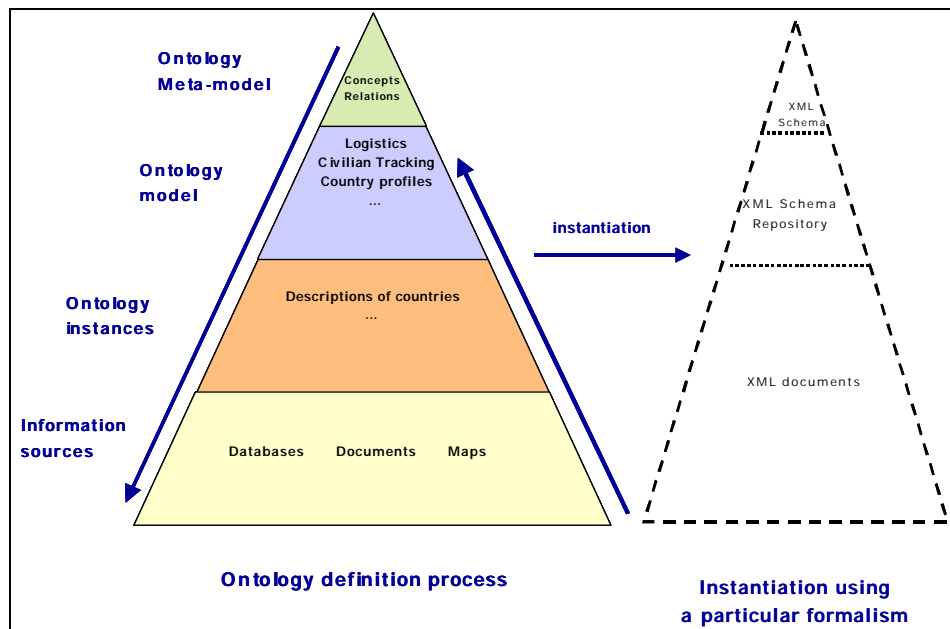 Ontology
Meta-model
Concepts
Relations
Ontology
model
Logistics
Civilian Tracking
Country profiles
...
Ontology
instances
Descriptions of countries
...
Information
sources
Databases Documents Maps
Ontology definition process
instantiation
XML
Schema
XML Schema
Repository
XML documents
Instantiation using
a particular formalism